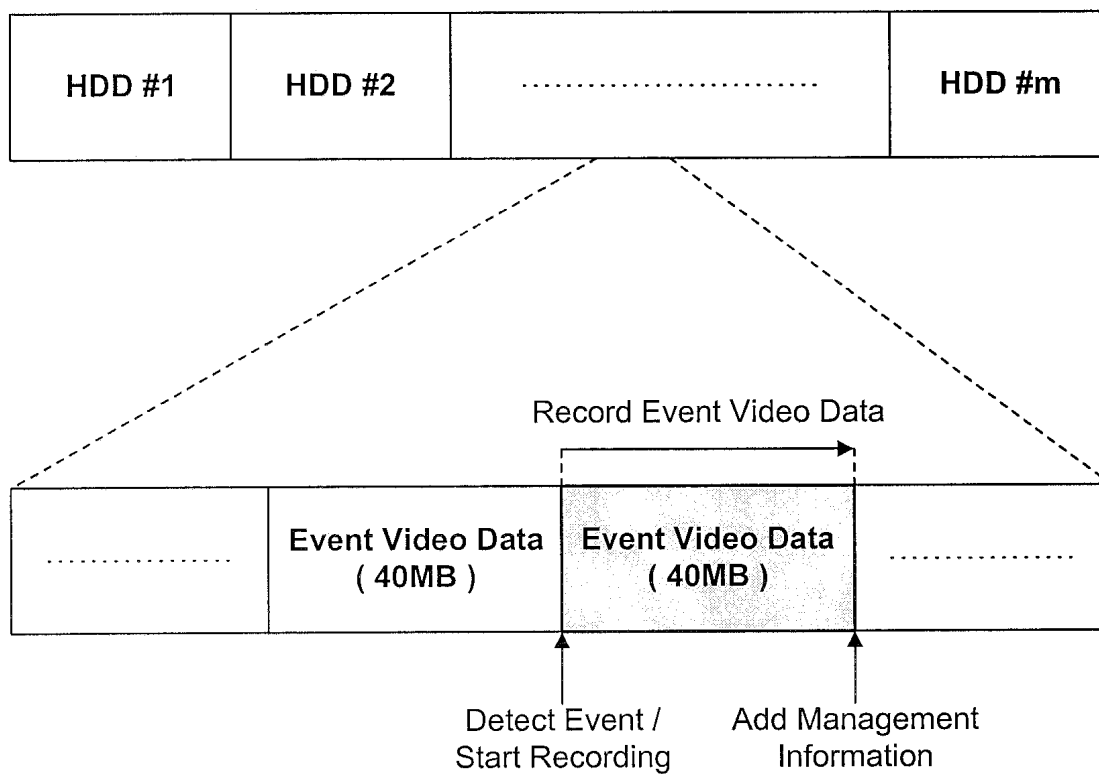 HDD #1
HDD #2
..............................
HDD #m
Record Event Video Data
..................
Event Video Data
( 40MB )
Event Video Data
( 40MB )
..................
Detect Event /
Start Recording
Add Management
Information